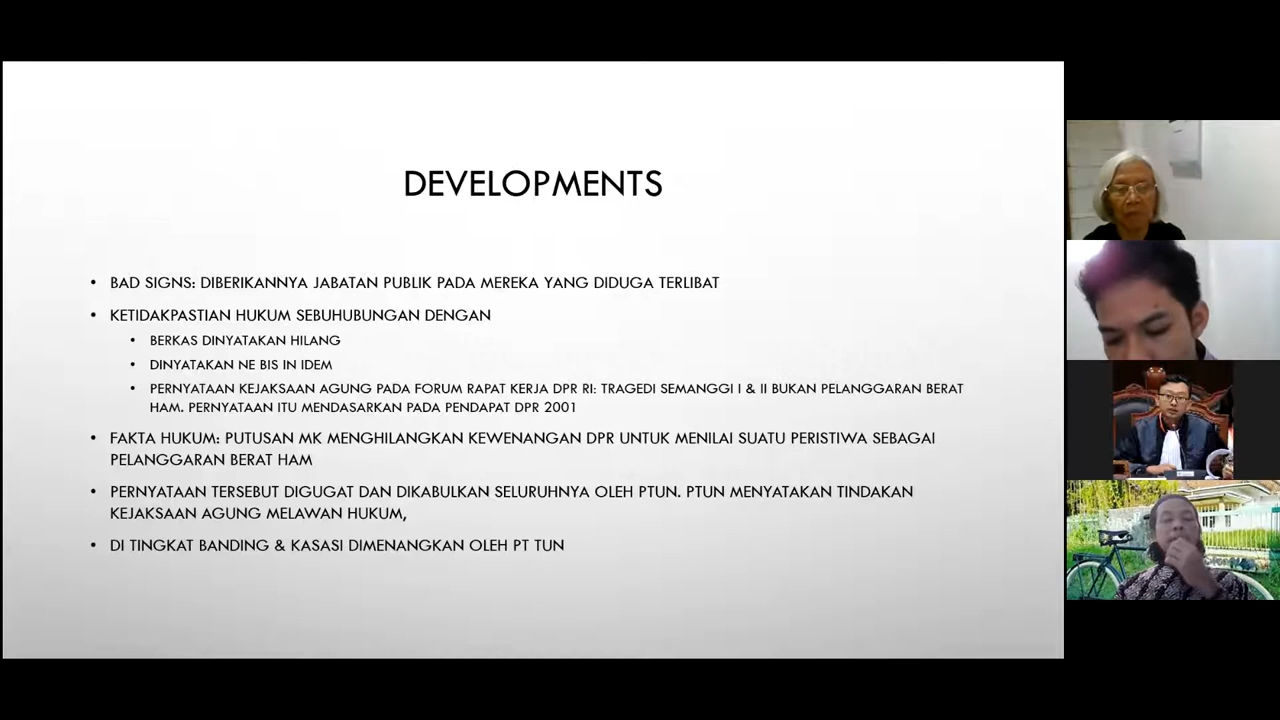 DEVELOPMENTS
• BAD SIGNS: DIBERIKANNYA JABATAN PUBLIK PADA MEREKA YANG DIDUGA TERLIBAT
• KETIDAKPASTIAN HUKUM SEBUHUBUNGAN DENGAN
• BERKAS DINYATAKAN HILANG
• DINYATAKAN NE BIS IN IDEM
• PERNYATAAN KEJAKSAAN AGUNG PADA FORUM RAPAT KERJA DPR RI: TRAGEDI SEMANGGI I & II BUKAN PELANGGARAN BERAT
HAM. PERNYATAAN ITU MENDASARKAN PADA PENDAPAT DPR 2001
• FAKTA HUKUM: PUTUSAN MK MENGHILANGKAN KEWENANGAN DPR UNTUK MENILAI SUATU PERISTIWA SEBAGAI
PELANGGARAN BERAT HAM
• PERNYATAAN TERSEBUT DIGUGAT DAN DIKABULKAN SELURUHNYA OLEH PTUN. PTUN MENYATAKAN TINDAKAN
KEJAKSAAN AGUNG MELAWAN HUKUM,
• DI TINGKAT BANDING & KASASI DIMENANGKAN OLEH PT TUN